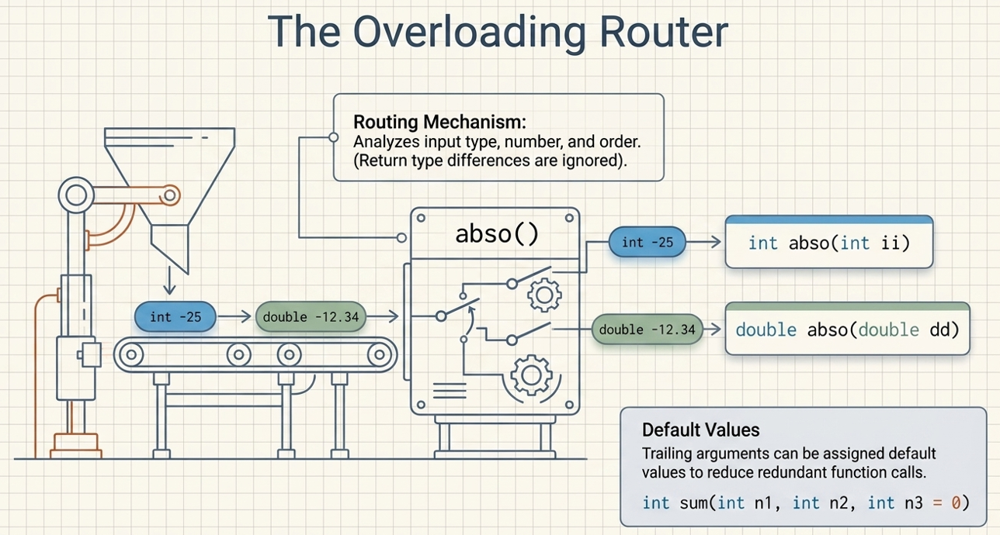 The Overloading Router
Routing Mechanism:
Analyzes input type, number, and order.
(Return type differences are ignored).
abso()
int -25
double -12.34
int -25
int abso(int ii)
double -12.34
double abso(double dd)
Default Values
Trailing arguments can be assigned default
values to reduce redundant function calls.
int sum(int n1, int n2, int n3 = 0)